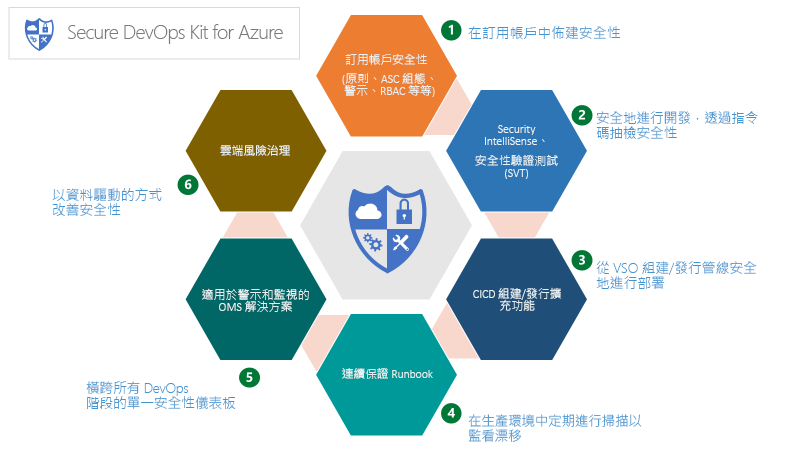 Secure DevOps Kit for Azure
訂用帳戶安全性
(原則、ASC 組態、
警示、RBAC 等等)
1
在訂用帳戶中佈建安全性
Security
IntelliSense、
安全性驗證測試
(SVT)
2
安全地進行開發，透過指令
碼抽檢安全性
CICD 組建/發行擴
充功能
3
從 VSO 組建/發行管線安全
地進行部署
連續保證 Runbook
4
在生產環境中定期進行掃描以
監看漂移
適用於警示和監視的
OMS 解決方案
5
橫跨所有 DevOps
階段的單一安全性儀表板
雲端風險治理
6
以資料驅動的方式
改善安全性